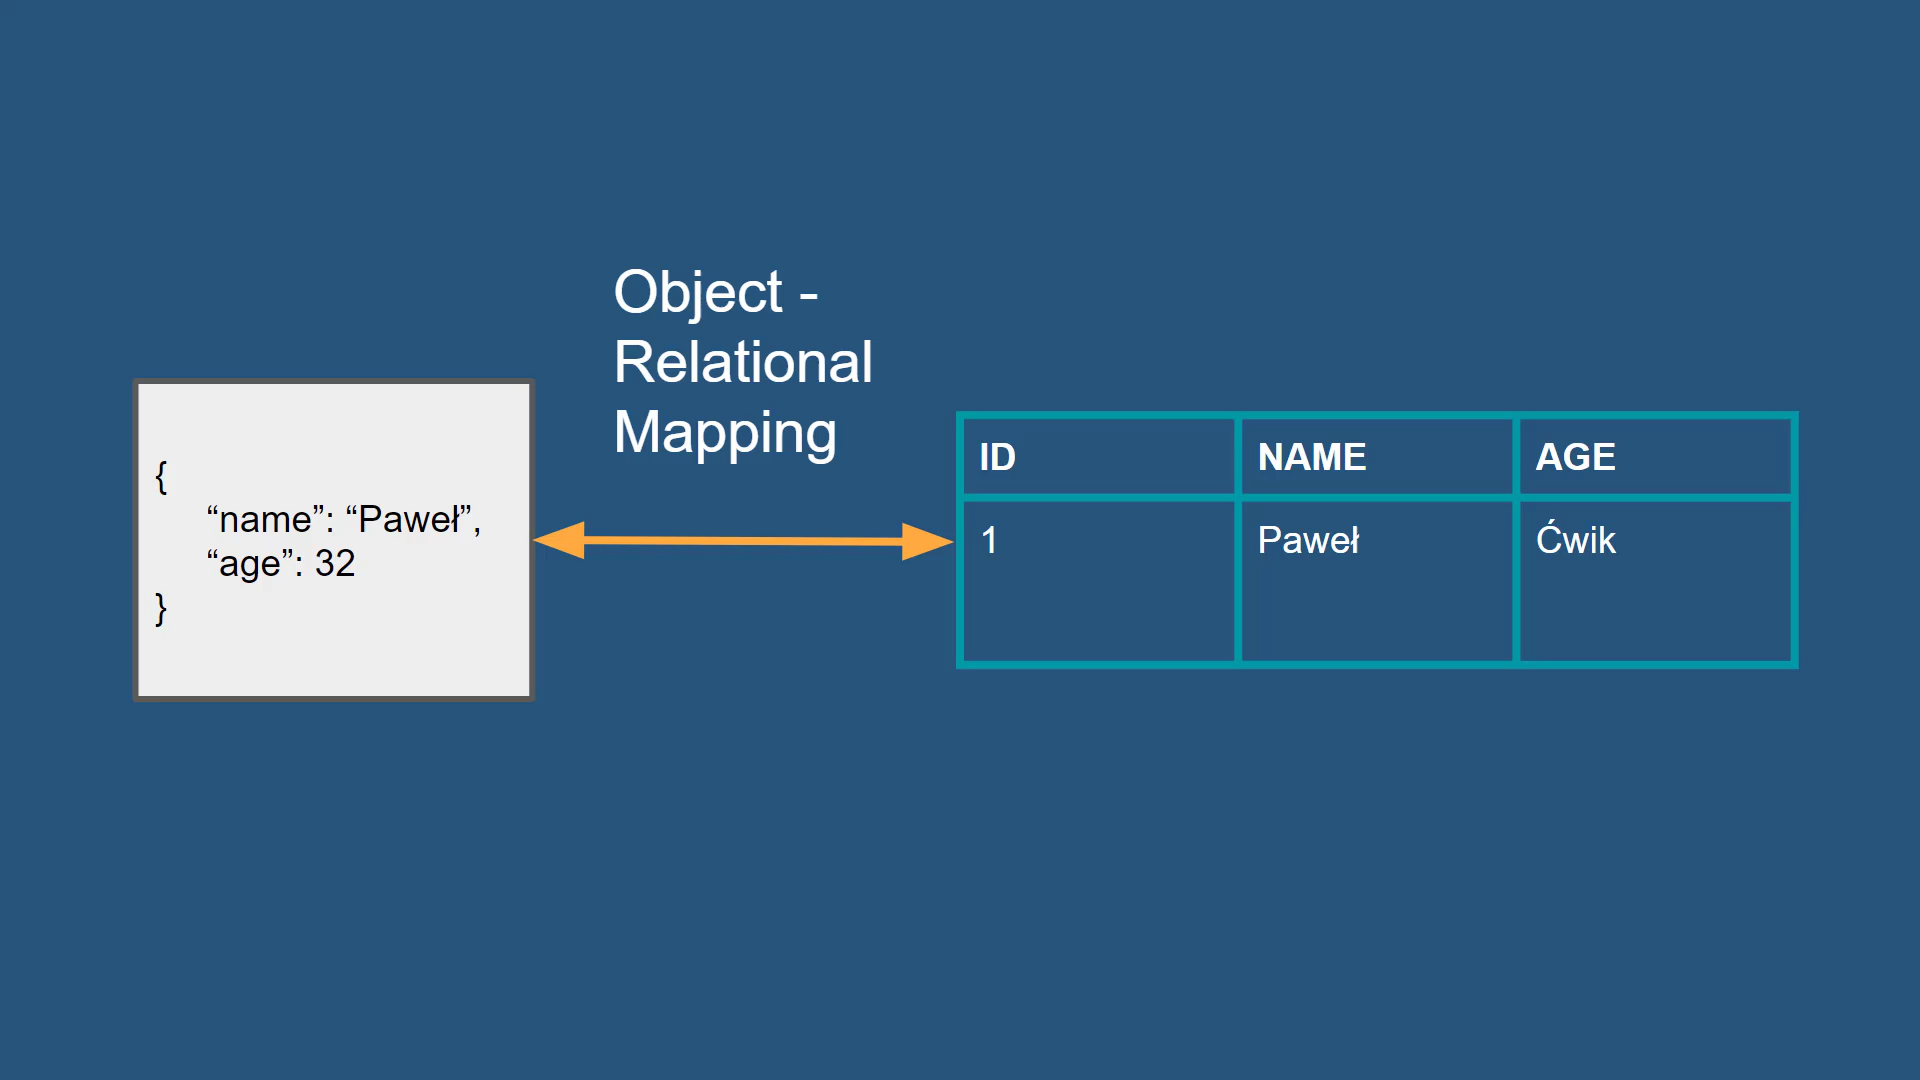 Object -
Relational
Mapping
{
“name”: “Paweł”,
“age”: 32
}
ID NAME AGE
1 Paweł Ćwik